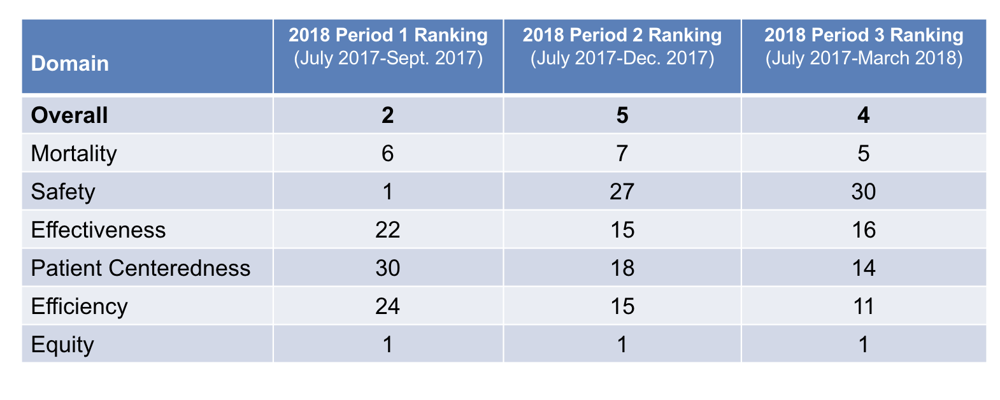 Domain
2018 Period 1 Ranking
(July 2017-Sept. 2017)
2018 Period 2 Ranking
(July 2017-Dec. 2017)
2018 Period 3 Ranking
(July 2017-March 2018)
Overall 2 5 4
Mortality 6 7 5
Safety 1 27 30
Effectiveness 22 15 16
Patient Centeredness 30 18 14
Efficiency 24 15 11
Equity 1 1 1